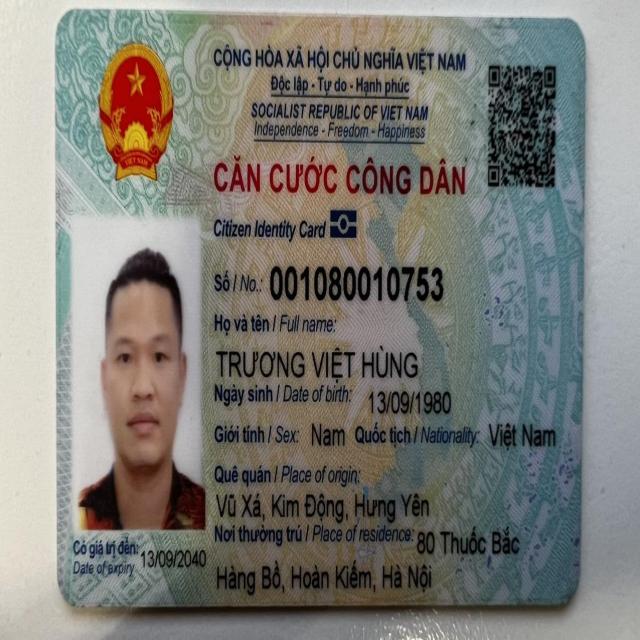 CỘNG HÒA XÃ HỘI CHỦ NGHĨA VIỆT NAM
Độc lập - Tự do - Hạnh phúc
SOCIALIST REPUBLIC OF VIET NAM
Independence - Freedom - Happiness
CĂN CƯỚC CÔNG DÂN
Citizen Identity Card
Số / No.: 001080010753
Họ và tên / Full name:
TRƯƠNG VIỆT HÙNG
Ngày sinh / Date of birth: 13/09/1980
Giới tính / Sex: Nam Quốc tịch / Nationality: Việt Nam
Quê quán / Place of origin:
Vũ Xá, Kim Động, Hưng Yên
Nơi thường trú / Place of residence: 80 Thuốc Bắc
Hàng Bồ, Hoàn Kiếm, Hà Nội
Có giá trị đến: 13/09/2040
Date of expiry
VIỆT NAM